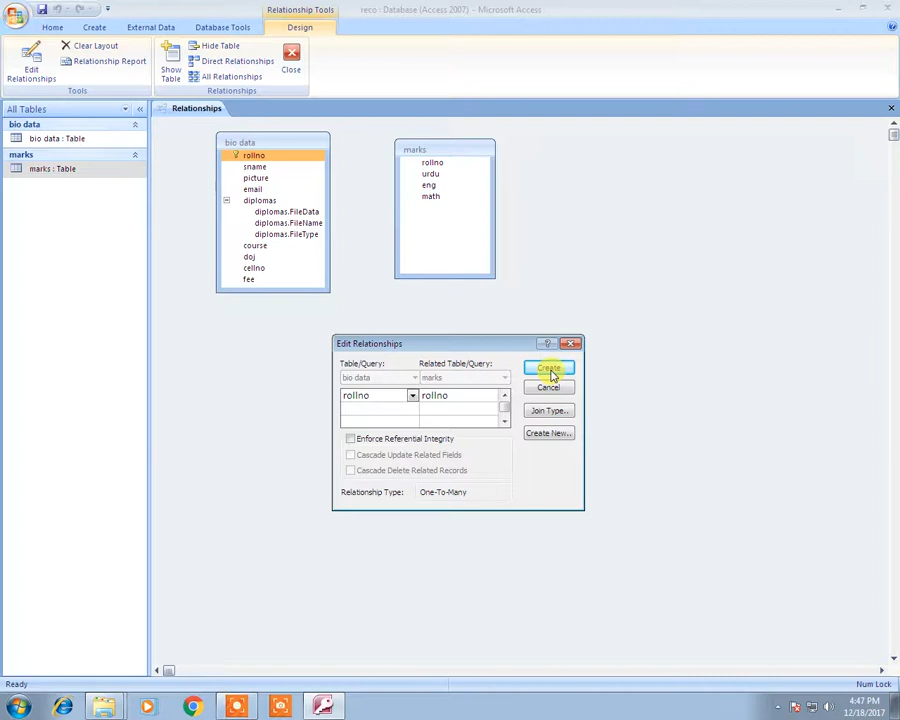 Relationship Tools
reco : Database (Access 2007) - Microsoft Access
Home
Create
External Data
Database Tools
Design
Edit
Relationships
Clear Layout
Relationship Report
Tools
Show
Table
Hide Table
Direct Relationships
All Relationships
Close
Relationships
All Tables
bio data
bio data : Table
marks
marks : Table
Relationships
bio data
rollno
sname
picture
email
diplomas
diplomas.FileData
diplomas.FileName
diplomas.FileType
course
doj
cellno
fee
marks
rollno
urdu
eng
math
Edit Relationships
Table/Query:
Related Table/Query:
bio data
marks
rollno
rollno
Create
Cancel
Join Type..
Create New..
Enforce Referential Integrity
Cascade Update Related Fields
Cascade Delete Related Records
Relationship Type:
One-To-Many
Ready
Num Lock
4:47 PM
12/18/2017